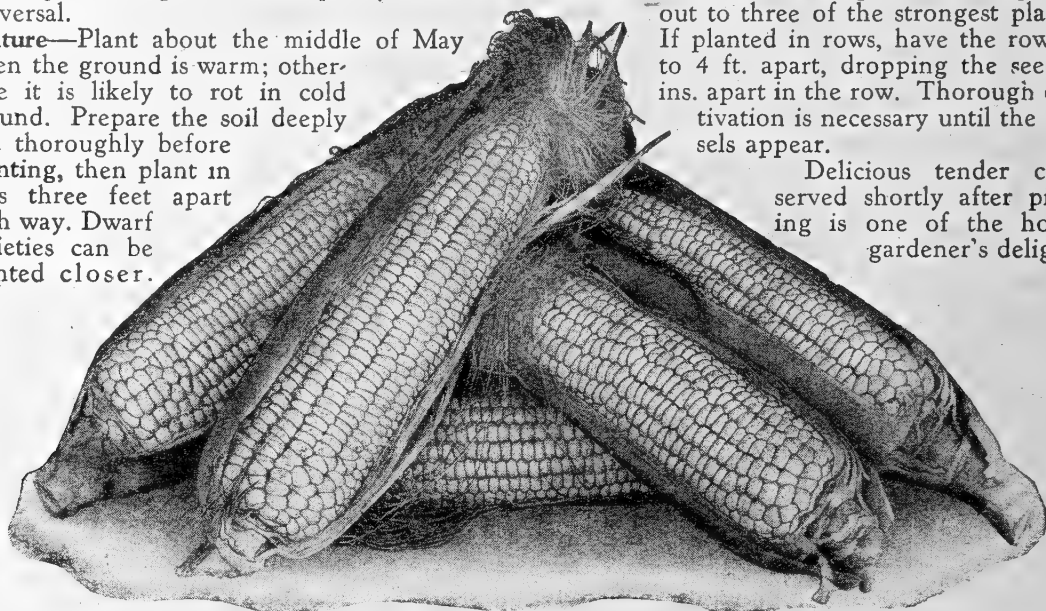 versal.
ture—Plant about the middle of May
en the ground is warm; other-
e it is likely to rot in cold
und. Prepare the soil deeply
thoroughly before
nting, then plant in
s three feet apart
h way. Dwarf
ieties can be
nted closer.
out to three of the strongest pla
If planted in rows, have the row
to 4 ft. apart, dropping the see
ins. apart in the row. Thorough
tivation is necessary until the
sels appear.
Delicious tender c
served shortly after pr
ing is one of the ho
gardener's delig